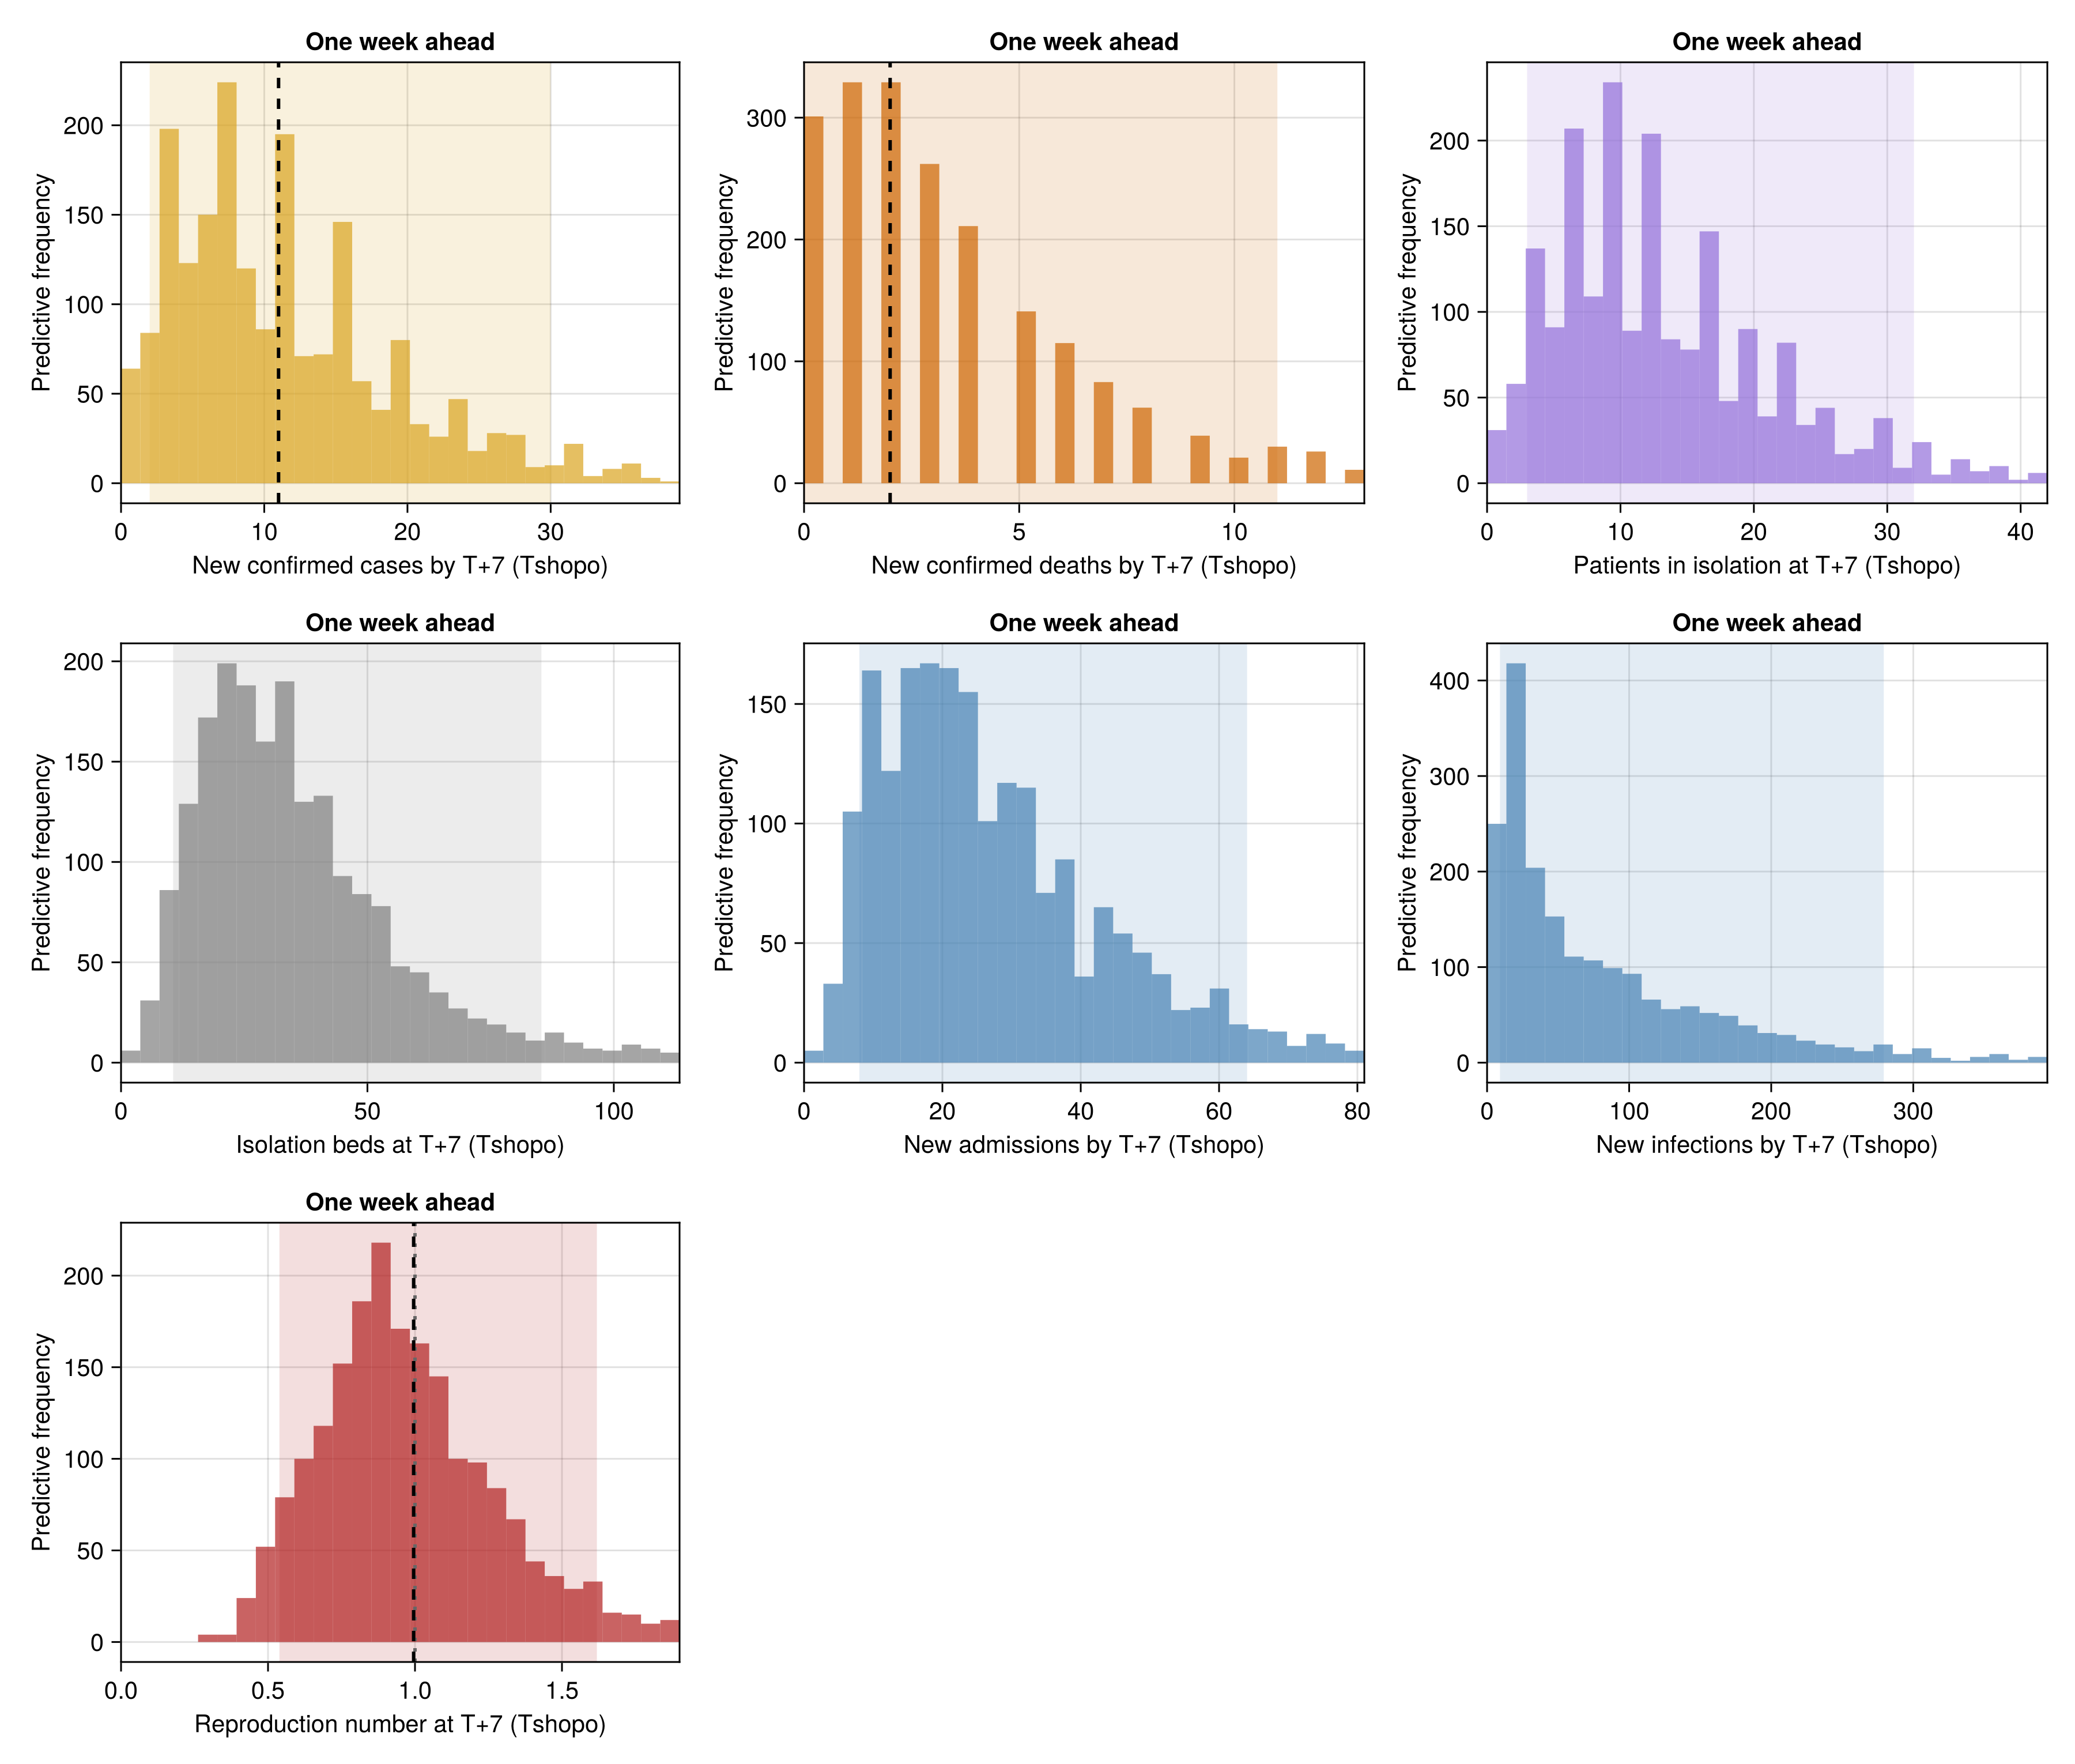 One week ahead
One week ahead
One week ahead
Predictive frequency
200
150
100
50
0
0
10
20
30
New confirmed cases by T+7 (Tshopo)
Predictive frequency
300
200
100
0
0
5
10
New confirmed deaths by T+7 (Tshopo)
Predictive frequency
200
150
100
50
0
0
10
20
30
40
Patients in isolation at T+7 (Tshopo)
One week ahead
One week ahead
One week ahead
Predictive frequency
200
150
100
50
0
0
50
100
Isolation beds at T+7 (Tshopo)
Predictive frequency
150
100
50
0
0
20
40
60
80
New admissions by T+7 (Tshopo)
Predictive frequency
400
300
200
100
0
0
100
200
300
New infections by T+7 (Tshopo)
One week ahead
Predictive frequency
200
150
100
50
0
0.0
0.5
1.0
1.5
Reproduction number at T+7 (Tshopo)